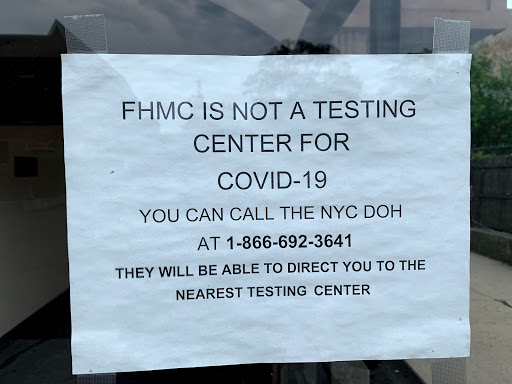 FHMC IS NOT A TESTING
CENTER FOR
COVID-19
YOU CAN CALL THE NYC DOH
AT 1-866-692-3641
THEY WILL BE ABLE TO DIRECT YOU TO THE
NEAREST TESTING CENTER